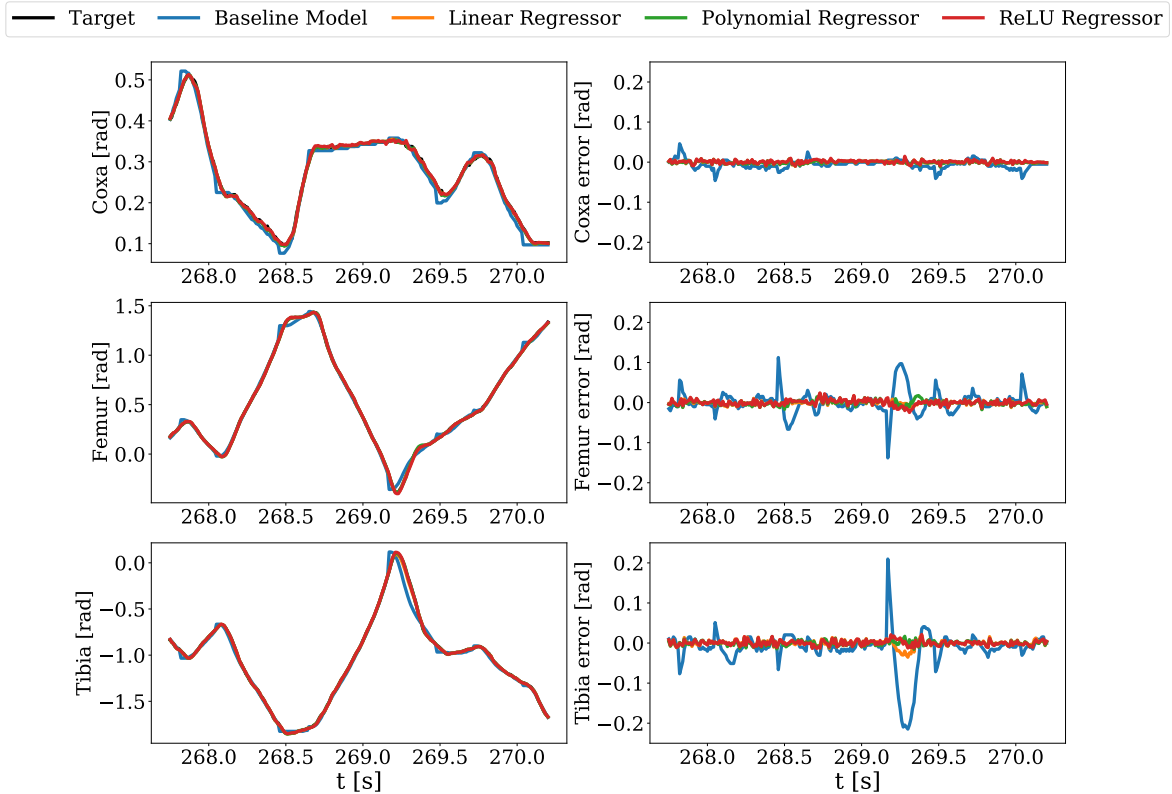 Target Baseline Model Linear Regressor Polynomial Regressor ReLU Regressor
Coxa [rad]
0.5
0.4
0.3
0.2
0.1
268.0 268.5 269.0 269.5 270.0
Coxa error [rad]
0.2
0.1
0.0
−0.1
−0.2
268.0 268.5 269.0 269.5 270.0
Femur [rad]
1.5
1.0
0.5
0.0
268.0 268.5 269.0 269.5 270.0
Femur error [rad]
0.2
0.1
0.0
−0.1
−0.2
268.0 268.5 269.0 269.5 270.0
Tibia [rad]
0.0
−0.5
−1.0
−1.5
268.0 268.5 269.0 269.5 270.0
t [s]
Tibia error [rad]
0.2
0.1
0.0
−0.1
−0.2
268.0 268.5 269.0 269.5 270.0
t [s]